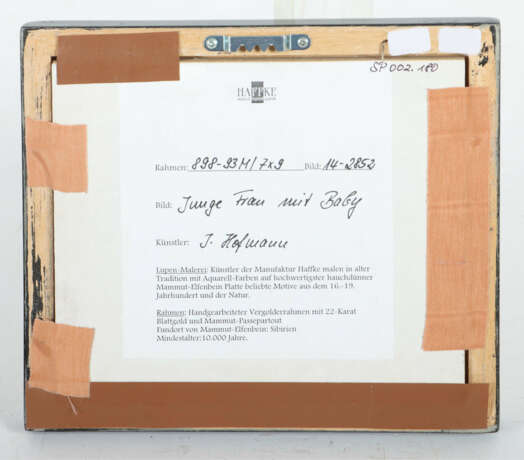 SP 002.180
HAFFKE
Rahmen: 898-93M/7x9 Bild: 14-2852
Bild: Junge Frau mit Baby
Künstler: J. Hofmann
Lupen-Malerei: Künstler der Manufaktur Haffke malen in alter
Tradition mit Aquarell-Farben auf hochwertigster hauchdünner
Mammut-Elfenbein Platte beliebte Motive aus dem 16.-19.
Jahrhundert und der Natur.
Rahmen: Handgearbeiteter Vergolderrahmen mit 22-Karat
Blattgold und Mammut-Passepartout
Fundort von Mammut-Elfenbein: Sibirien
Mindestalter:10.000 Jahre.